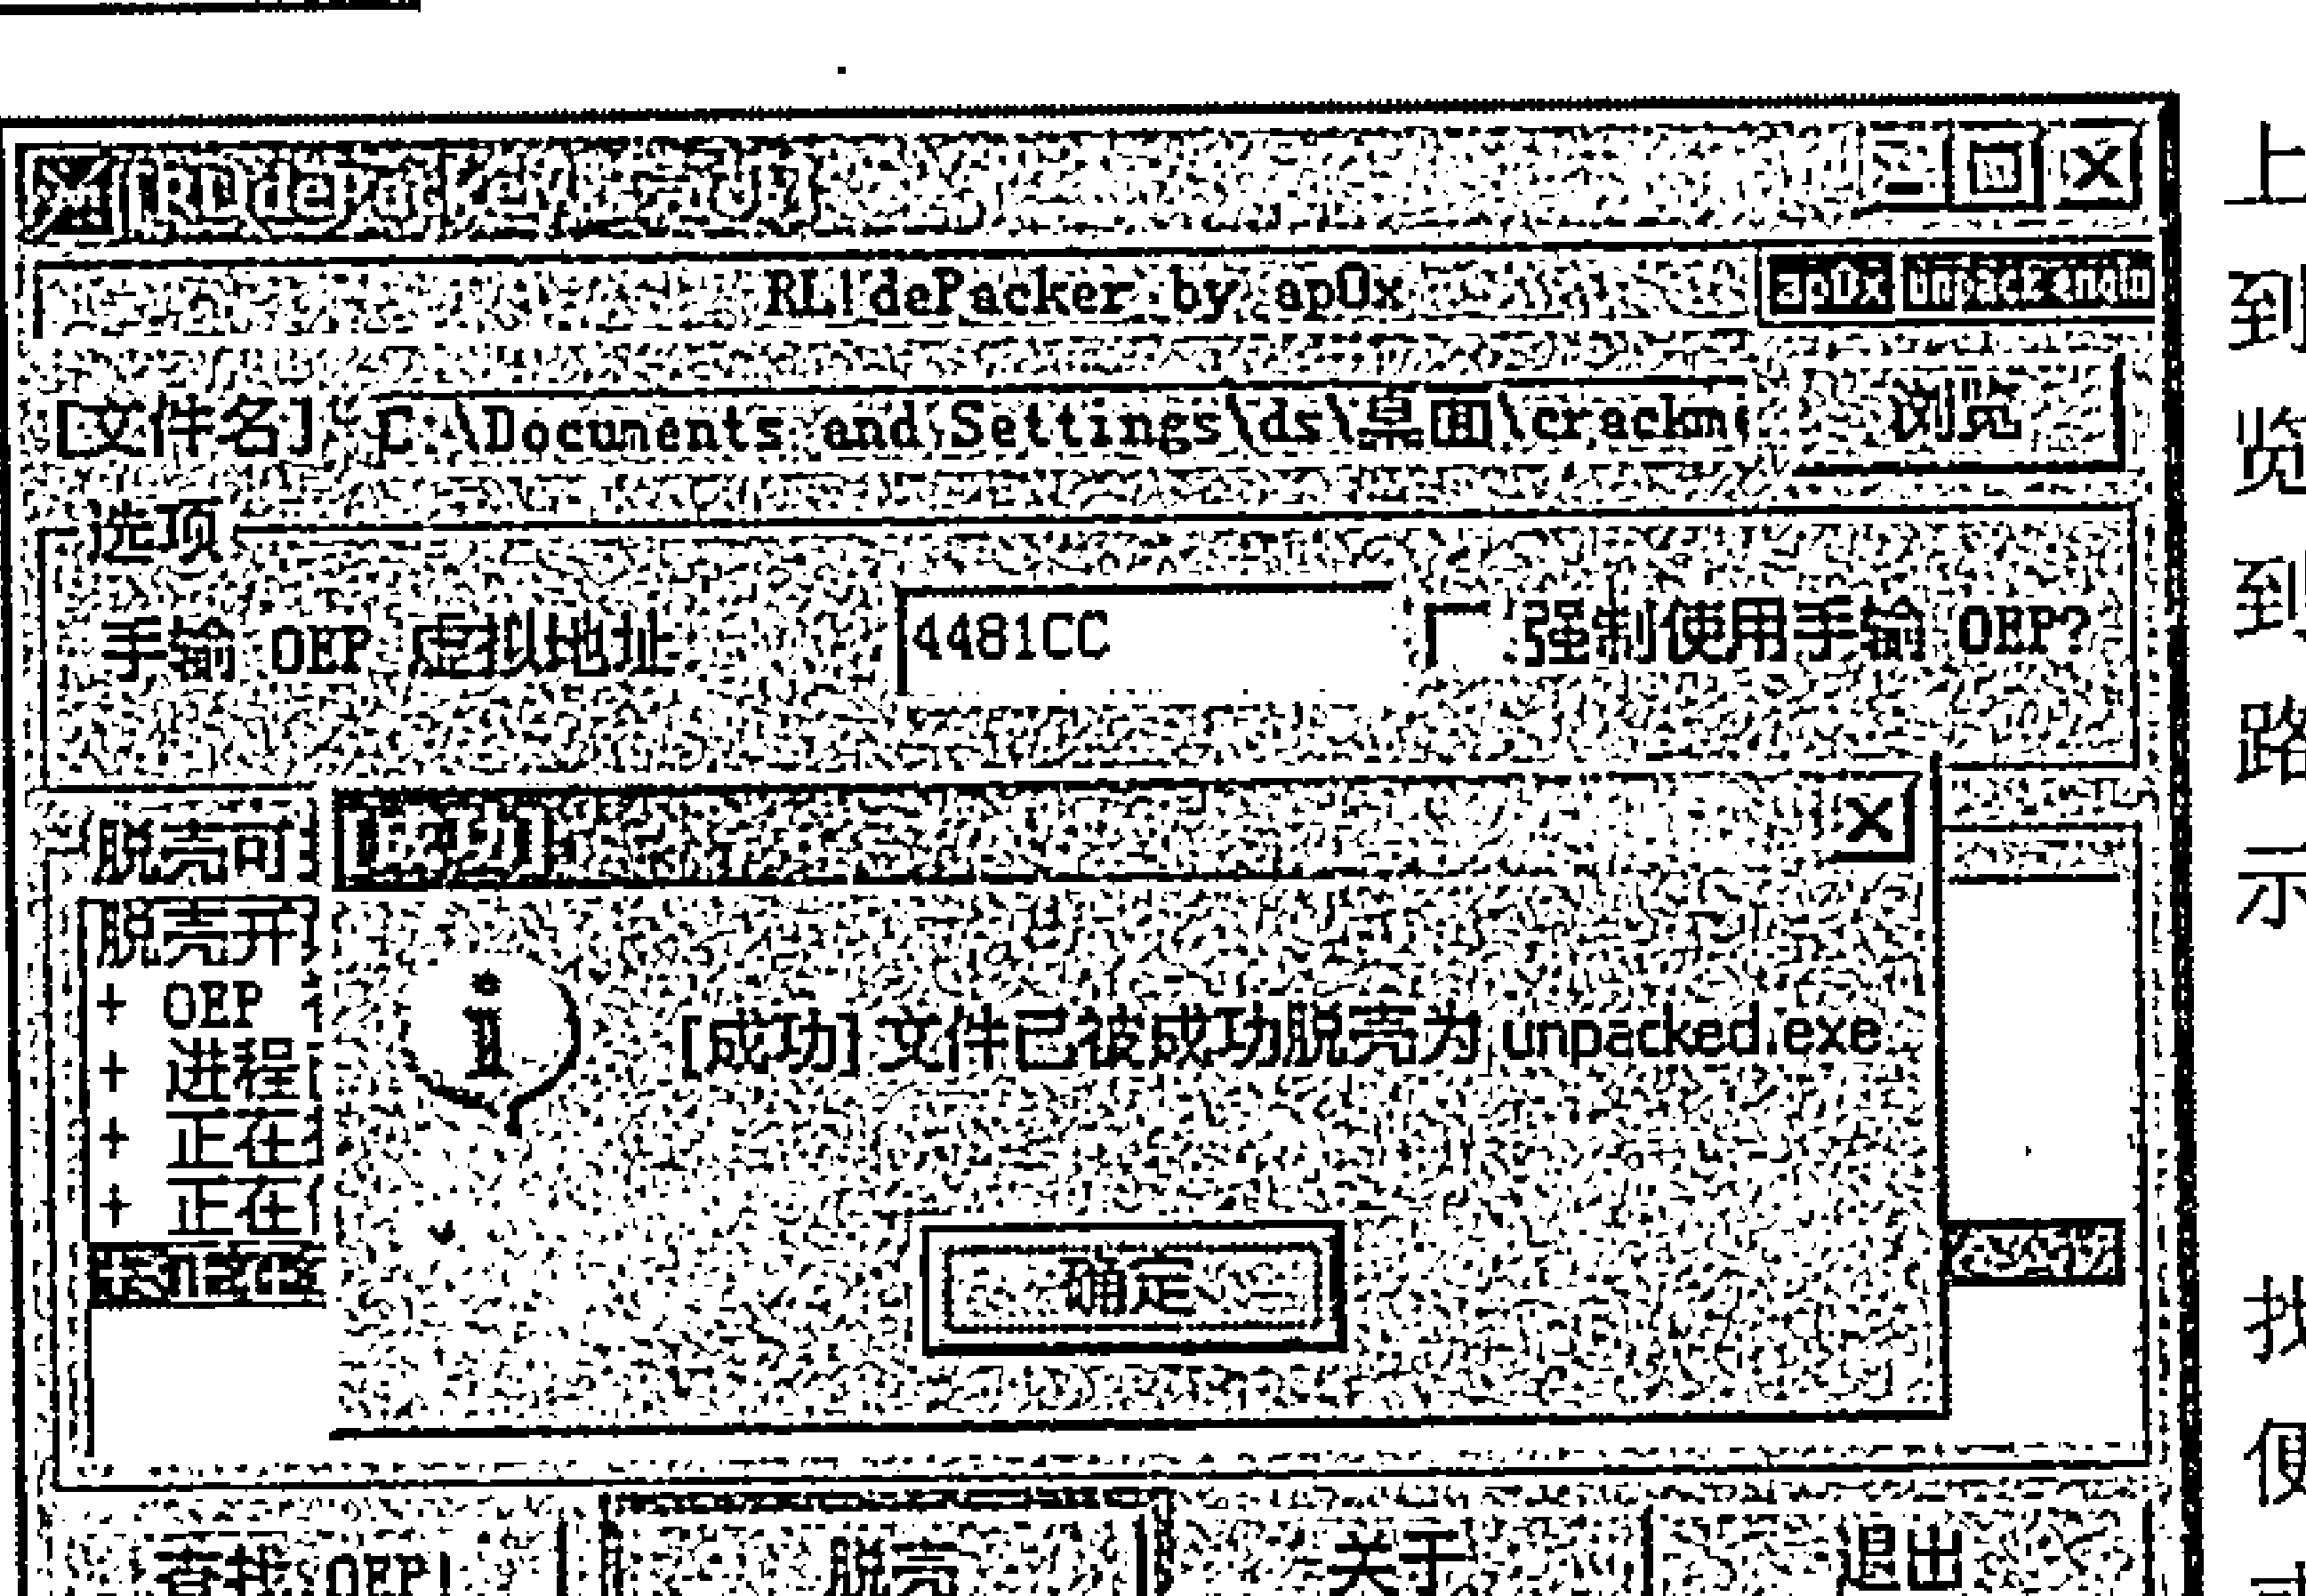 RL!dePacker by ap0x
ap0x
[文件名] C:\Documents and Settings\ds\桌面\crackm 浏览
选项
手输 OEP 虚拟地址 4481CC 强制使用手输 OEP?
脱壳可
[成功]
脱壳开
+ OEP
+ 进程
+ 正在
+ 正在
[成功] 文件已被成功脱壳为 unpacked.exe
确定
查找 OEP! 脱壳 关于 退出
上
到
览
到
路
示
找
便